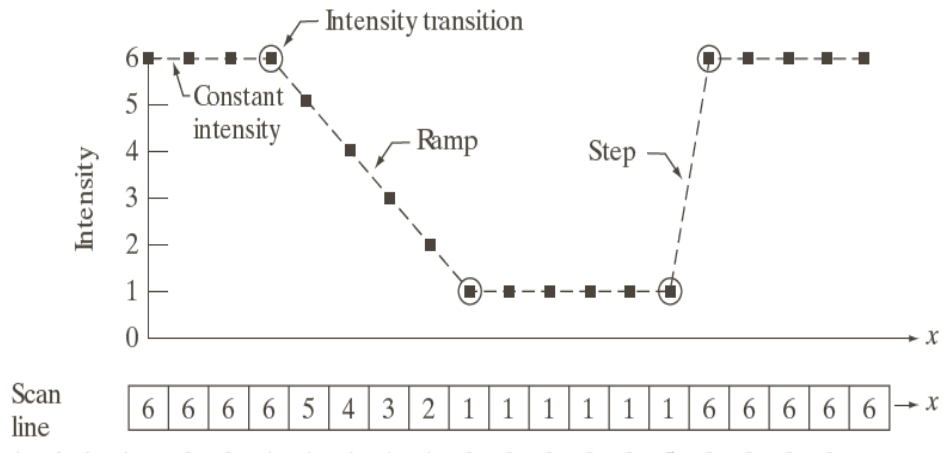 Intensity transition
6
Constant
intensity
5
4
Ramp
Step
Intensity
3
2
1
0
x
Scan
line
6 6 6 6 5 4 3 2 1 1 1 1 1 1 6 6 6 6 6
x